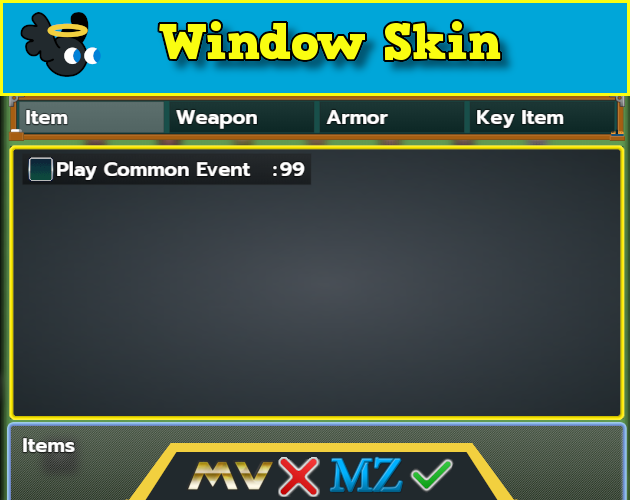 Window Skin
Item Weapon Armor Key Item
Play Common Event :99
Items
MV MZ